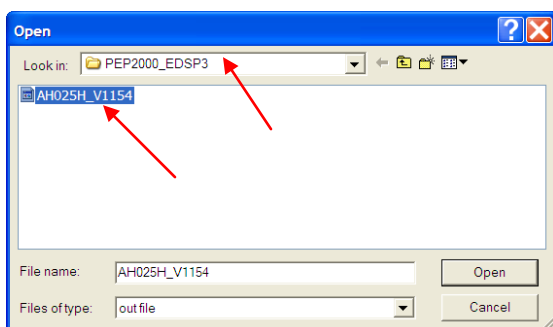 Open
Look in: PEP2000_EDSP3
AH025H_V1154
File name: AH025H_V1154 Open
Files of type: out file Cancel